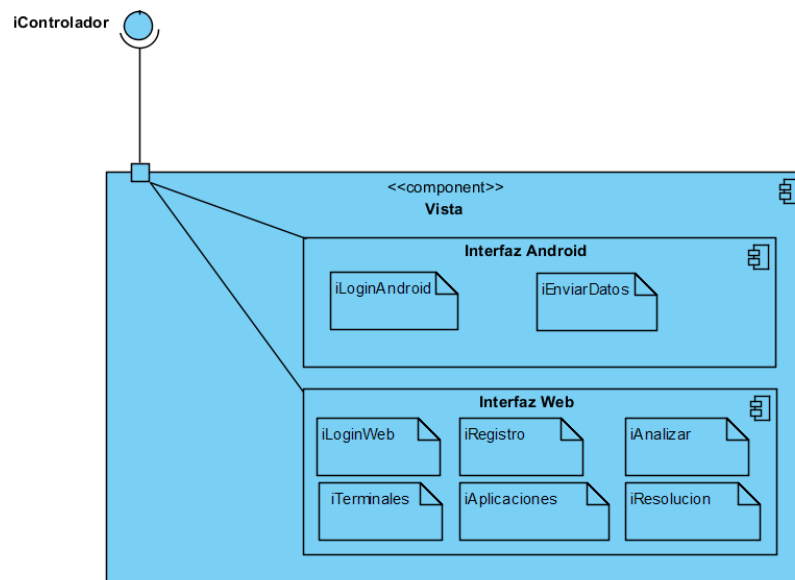 iControlador
<<component>>
Vista
Interfaz Android
iLoginAndroid
iEnviarDatos
Interfaz Web
iLoginWeb
iRegistro
iAnalizar
iTerminales
iAplicaciones
iResolucion